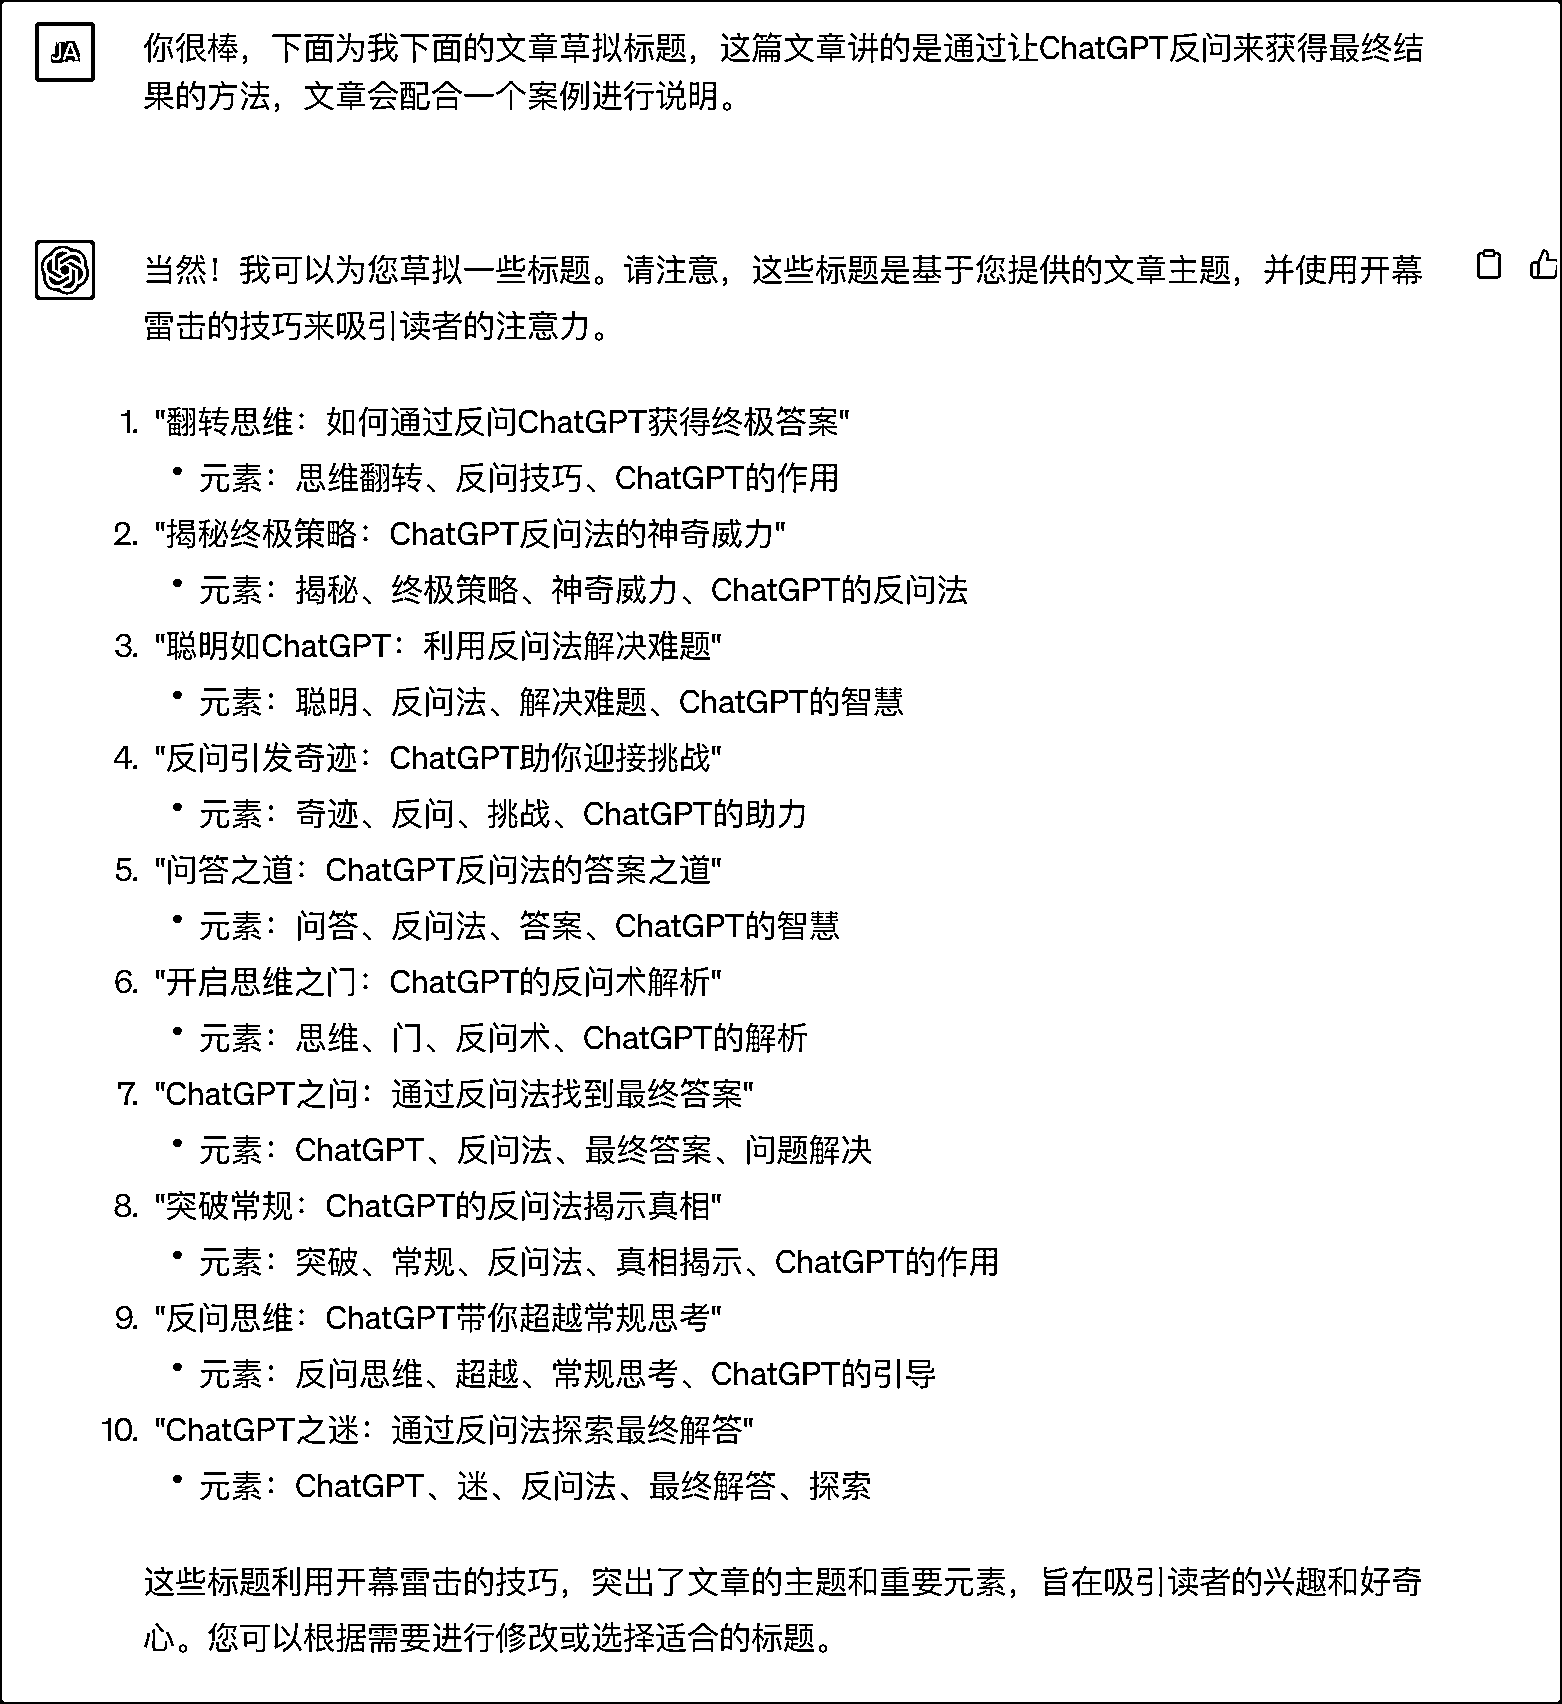 JA
你很棒，下面为我下面的文章草拟标题，这篇文章讲的是通过让ChatGPT反问来获得最终结
果的方法，文章会配合一个案例进行说明。
当然！我可以为您草拟一些标题。请注意，这些标题是基于您提供的文章主题，并使用开幕
雷击的技巧来吸引读者的注意力。
1. "翻转思维：如何通过反问ChatGPT获得终极答案"
• 元素：思维翻转、反问技巧、ChatGPT的作用
2. "揭秘终极策略：ChatGPT反问法的神奇威力"
• 元素：揭秘、终极策略、神奇威力、ChatGPT的反问法
3. "聪明如ChatGPT：利用反问法解决难题"
• 元素：聪明、反问法、解决难题、ChatGPT的智慧
4. "反问引发奇迹：ChatGPT助你迎接挑战"
• 元素：奇迹、反问、挑战、ChatGPT的助力
5. "问答之道：ChatGPT反问法的答案之道"
• 元素：问答、反问法、答案、ChatGPT的智慧
6. "开启思维之门：ChatGPT的反问术解析"
• 元素：思维、门、反问术、ChatGPT的解析
7. "ChatGPT之问：通过反问法找到最终答案"
• 元素：ChatGPT、反问法、最终答案、问题解决
8. "突破常规：ChatGPT的反问法揭示真相"
• 元素：突破、常规、反问法、真相揭示、ChatGPT的作用
9. "反问思维：ChatGPT带你超越常规思考"
• 元素：反问思维、超越、常规思考、ChatGPT的引导
10. "ChatGPT之迷：通过反问法探索最终解答"
• 元素：ChatGPT、迷、反问法、最终解答、探索
这些标题利用开幕雷击的技巧，突出了文章的主题和重要元素，旨在吸引读者的兴趣和好奇
心。您可以根据需要进行修改或选择适合的标题。